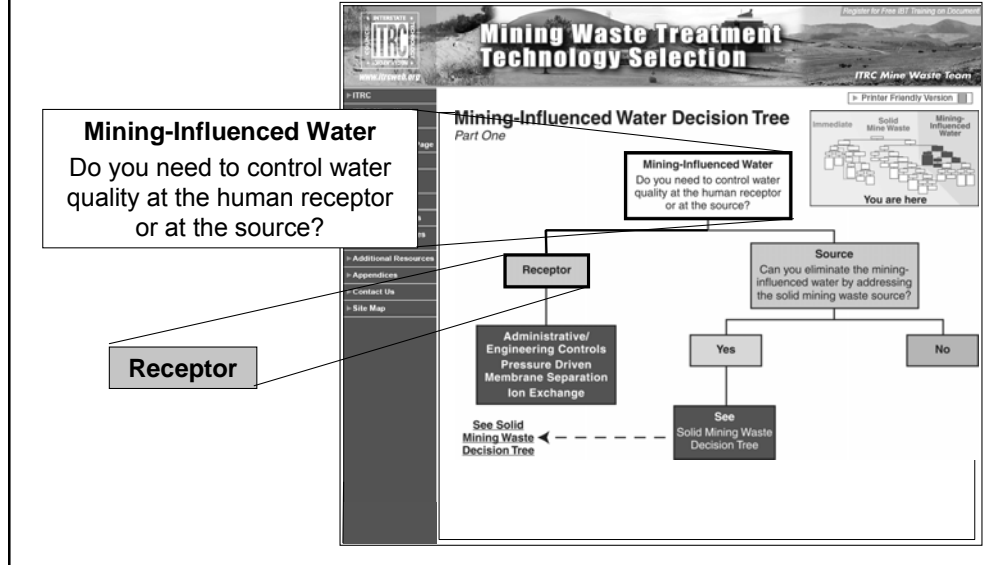 Register for Free IBT Training on Document
INTERSTATE
ITRC
www.itrcweb.org
Mining Waste Treatment
Technology Selection
ITRC Mine Waste Team
ITRC
Printer Friendly Version
Mining-Influenced Water
Do you need to control water
quality at the human receptor
or at the source?
Page
s
es
Additional Resources
Appendices
Contact Us
Site Map
Receptor
Mining-Influenced Water Decision Tree
Part One
Immediate
Solid
Mine Waste
Mining-
Influenced
Water
You are here
Mining-Influenced Water
Do you need to control water
quality at the human receptor
or at the source?
Receptor
Source
Can you eliminate the mining-
influenced water by addressing
the solid mining waste source?
Administrative/
Engineering Controls
Pressure Driven
Membrane Separation
Ion Exchange
Yes
No
See
Solid Mining Waste
Decision Tree
See Solid
Mining Waste
Decision Tree